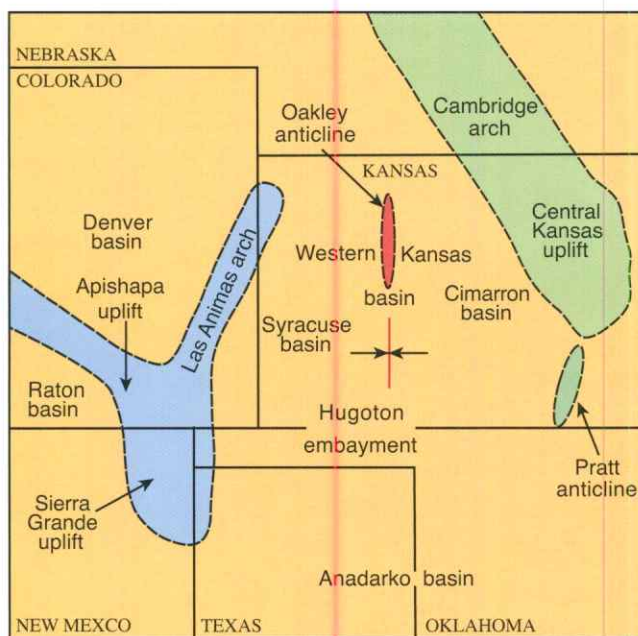 NEBRASKA
COLORADO
Oakley
anticline
Cambridge
arch
KANSAS
Denver
basin
Las Animas arch
Western Kansas
basin
Central
Kansas
uplift
Apishapa
uplift
Syracuse
basin
Cimarron
basin
Raton
basin
Hugoton
embayment
Pratt
anticline
Sierra
Grande
uplift
Anadarko basin
NEW MEXICO
TEXAS
OKLAHOMA